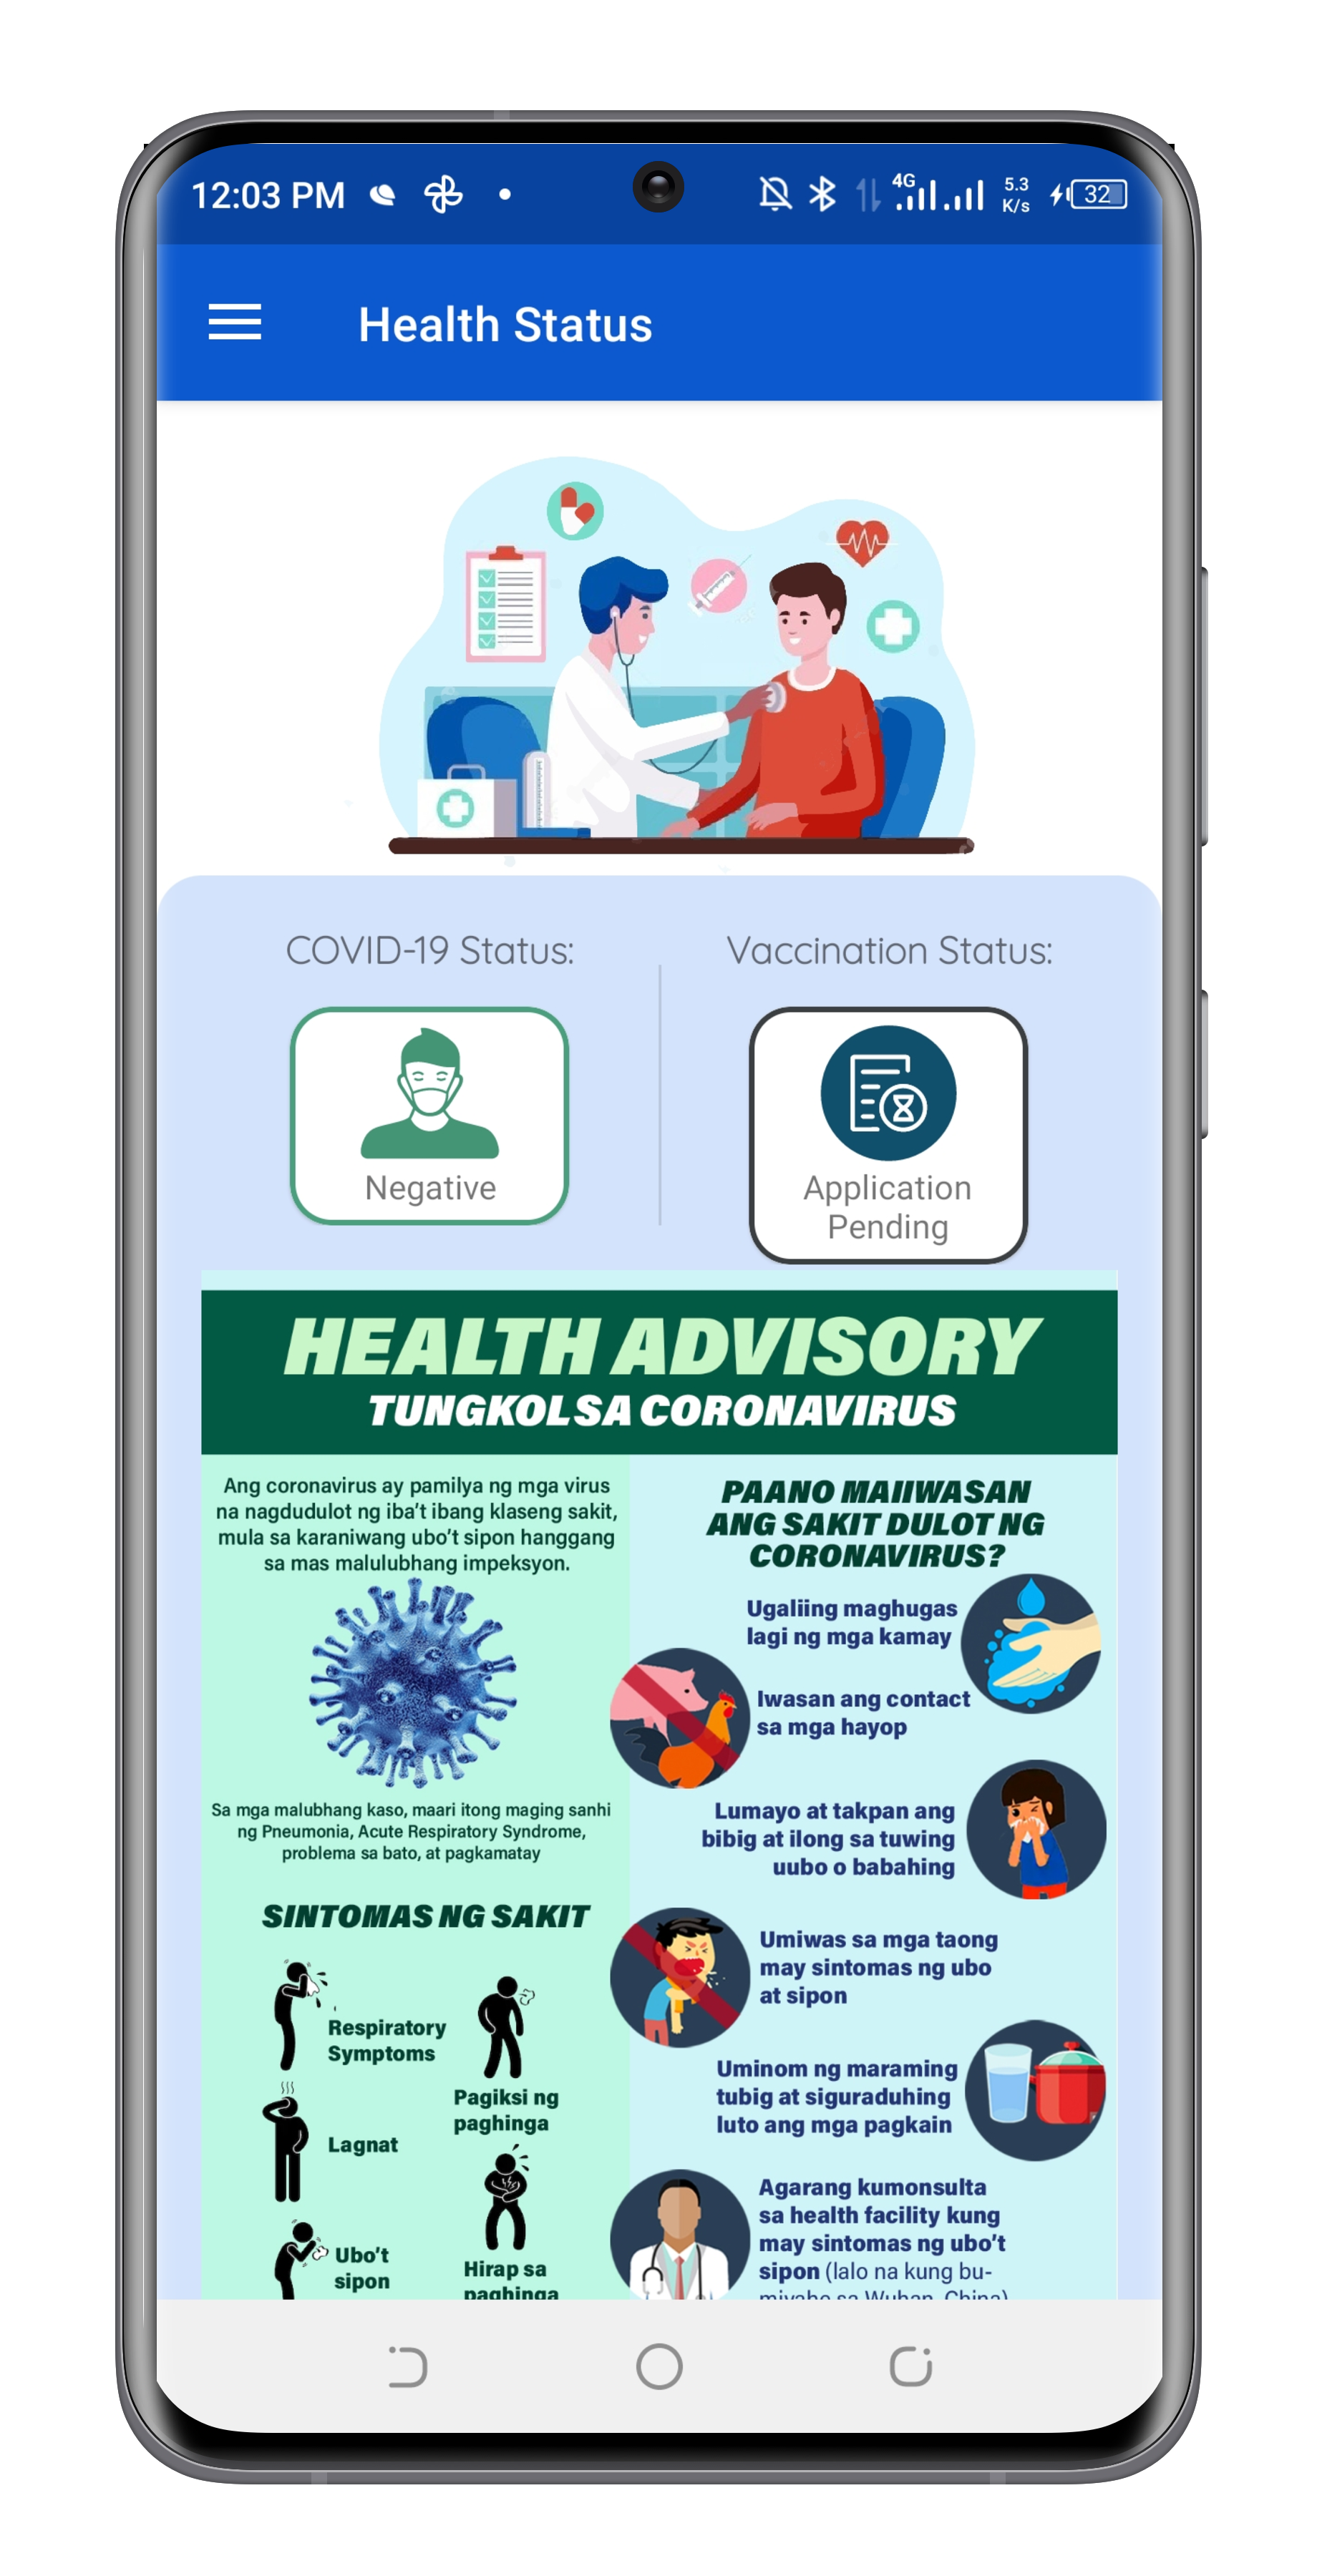 12:03 PM
4G
5.3
K/s
32
Health Status
COVID-19 Status:
Vaccination Status:
Negative
Application
Pending
HEALTH ADVISORY
TUNGKOL SA CORONAVIRUS
Ang coronavirus ay pamilya ng mga virus
na nagdudulot ng iba't ibang klaseng sakit,
mula sa karaniwang ubo't sipon hanggang
sa mas malulubhang impeksyon.
Sa mga malubhang kaso, maari itong maging sanhi
ng Pneumonia, Acute Respiratory Syndrome,
problema sa bato, at pagkamatay
SINTOMAS NG SAKIT
Respiratory
Symptoms
Pagiksi ng
paghinga
Lagnat
Ubo't
sipon
Hirap sa
paghinga
PAANO MAIIWASAN
ANG SAKIT DULOT NG
CORONAVIRUS?
Ugaliing maghugas
lagi ng mga kamay
Iwasan ang contact
sa mga hayop
Lumayo at takpan ang
bibig at ilong sa tuwing
uubo o babahing
Umiwas sa mga taong
may sintomas ng ubo
at sipon
Uminom ng maraming
tubig at siguraduhing
luto ang mga pagkain
Agarang kumonsulta
sa health facility kung
may sintomas ng ubo't
sipon (lalo na kung bu-
miyahe sa Wuhan, China)